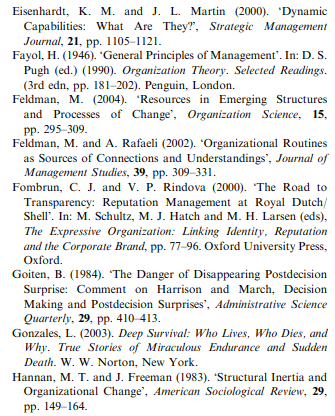 Eisenhardt, K. M. and J. L. Martin (2000). ‘Dynamic
Capabilities: What Are They?’, Strategic Management
Journal, 21, pp. 1105–1121.
Fayol, H. (1946). ‘General Principles of Management’. In: D. S.
Pugh (ed.) (1990). Organization Theory. Selected Readings.
(3rd edn, pp. 181–202). Penguin, London.
Feldman, M. (2004). ‘Resources in Emerging Structures
and Processes of Change’, Organization Science, 15,
pp. 295–309.
Feldman, M. and A. Rafaeli (2002). ‘Organizational Routines
as Sources of Connections and Understandings’, Journal of
Management Studies, 39, pp. 309–331.
Fombrun, C. J. and V. P. Rindova (2000). ‘The Road to
Transparency: Reputation Management at Royal Dutch/
Shell’. In: M. Schultz, M. J. Hatch and M. H. Larsen (eds),
The Expressive Organization: Linking Identity, Reputation
and the Corporate Brand, pp. 77–96. Oxford University Press,
Oxford.
Goiten, B. (1984). ‘The Danger of Disappearing Postdecision
Surprise: Comment on Harrison and March, Decision
Making and Postdecision Surprises’, Administrative Science
Quarterly, 29, pp. 410–413.
Gonzales, L. (2003). Deep Survival: Who Lives, Who Dies, and
Why. True Stories of Miraculous Endurance and Sudden
Death. W. W. Norton, New York.
Hannan, M. T. and J. Freeman (1983). ‘Structural Inertia and
Organizational Change’, American Sociological Review, 29,
pp. 149–164.